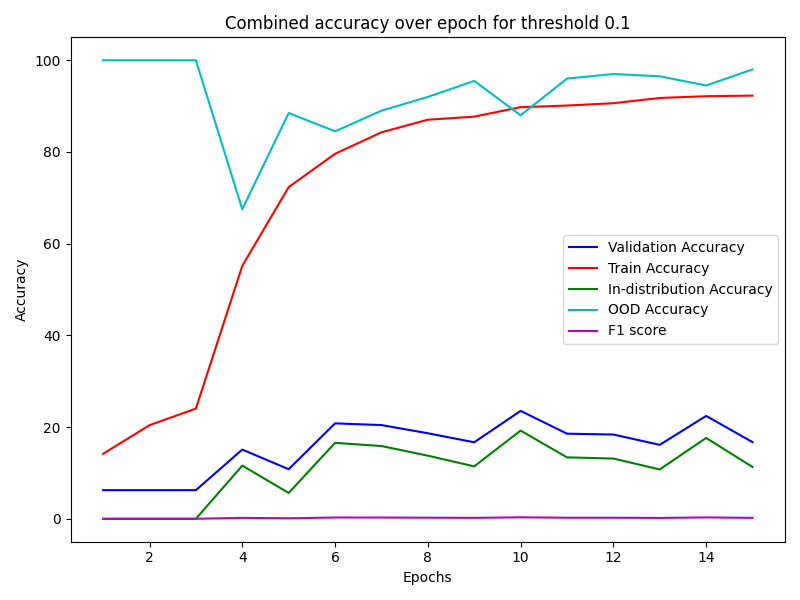 Combined accuracy over epoch for threshold 0.1
100
80
60
40
20
0
Accuracy
Validation Accuracy
Train Accuracy
In-distribution Accuracy
OOD Accuracy
F1 score
2 4 6 8 10 12 14
Epochs